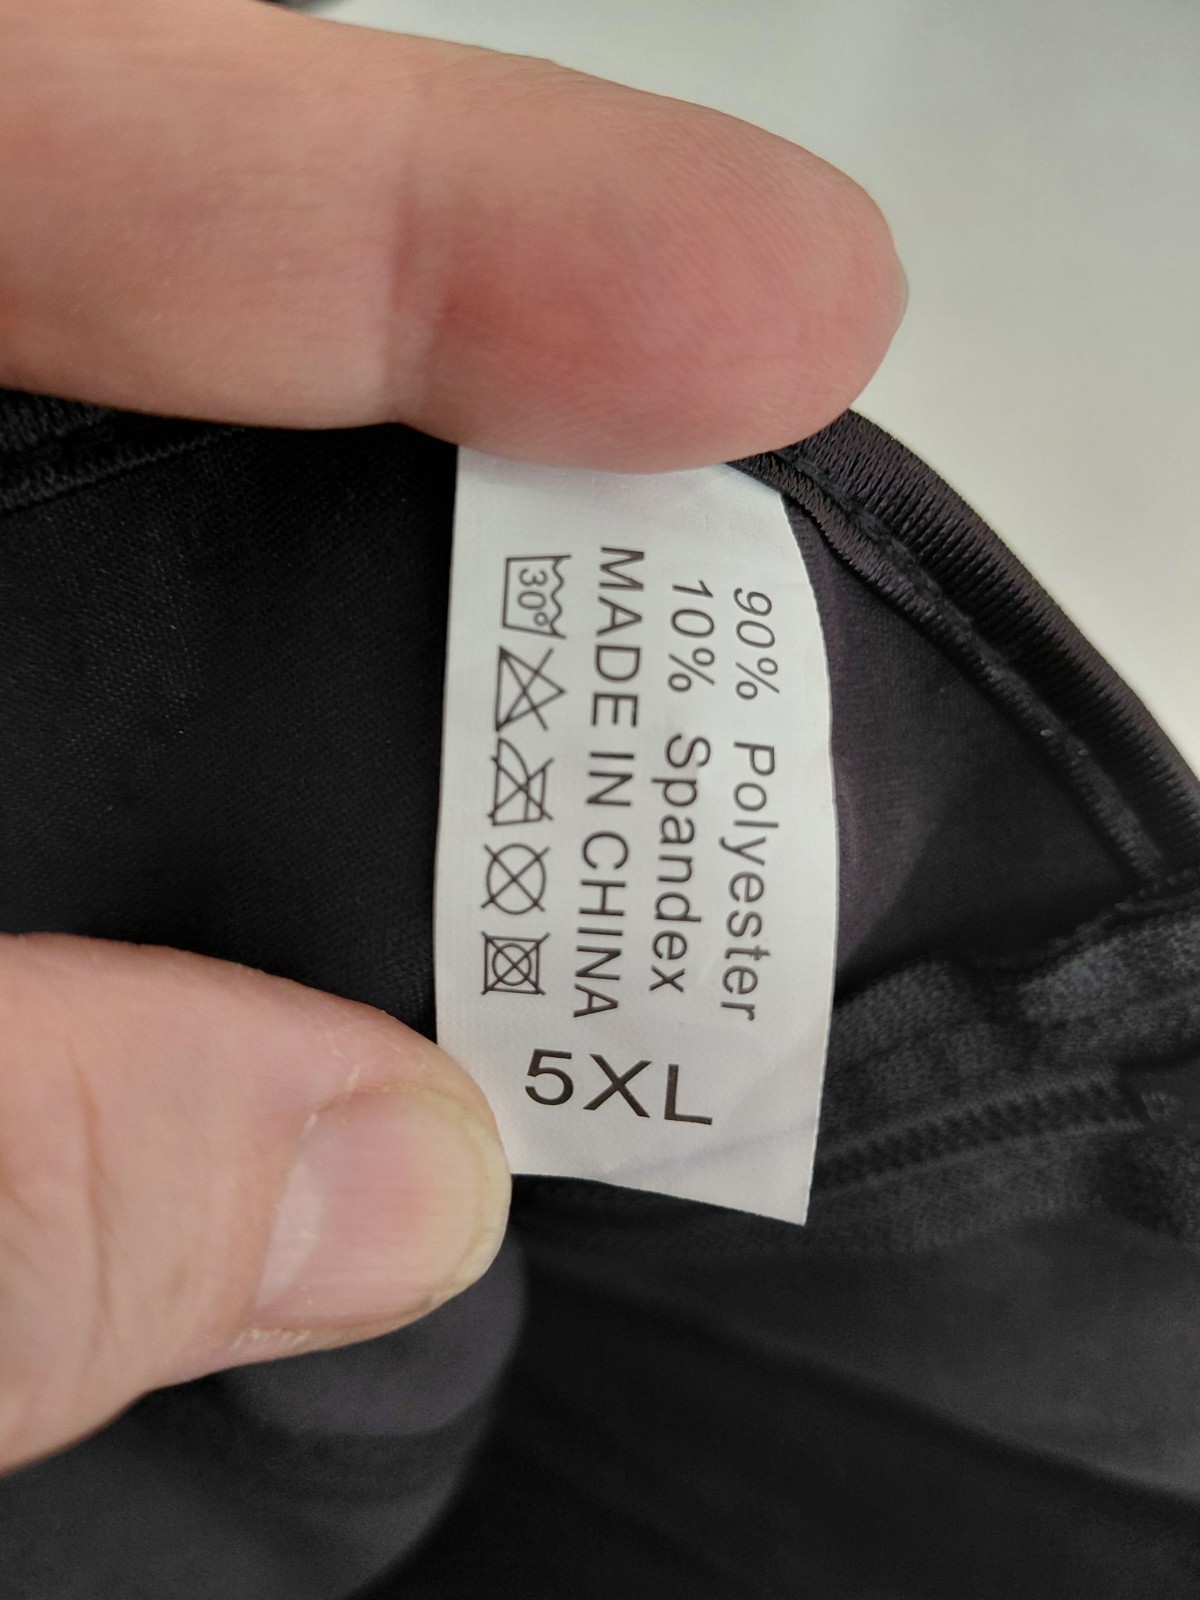 90% Polyester
10% Spandex
MADE IN CHINA
30°
5XL